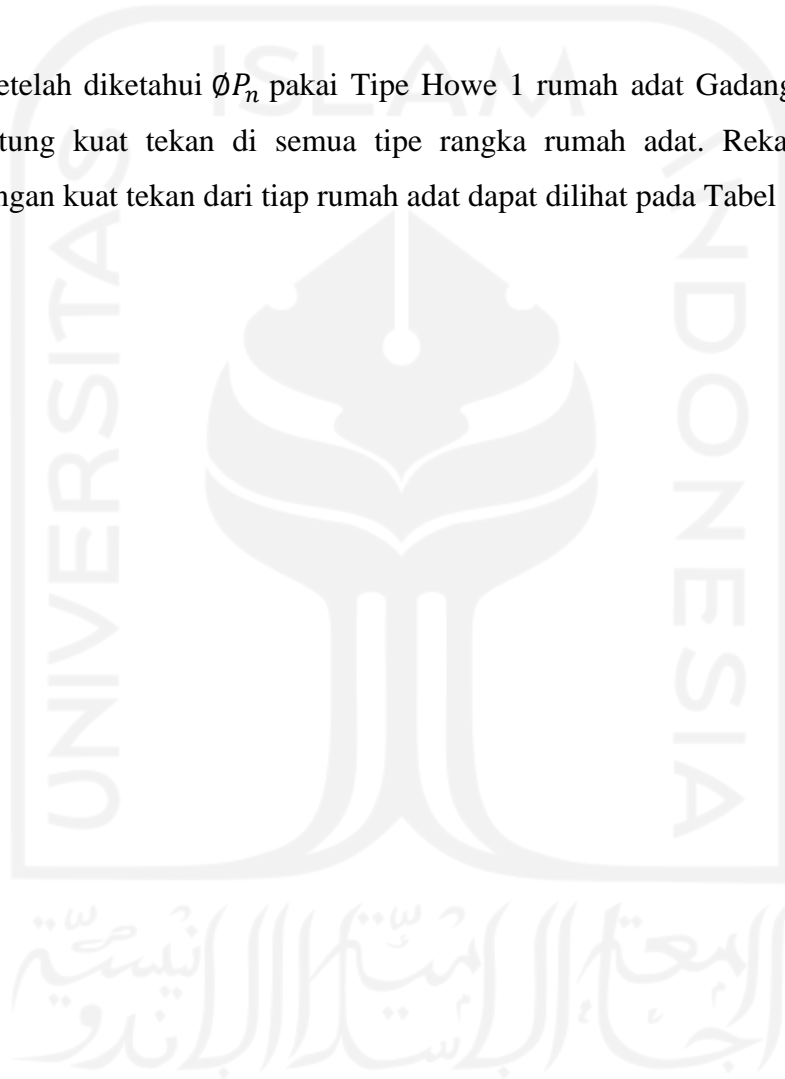 etelah diketahui ∅Pₙ pakai Tipe Howe 1 rumah adat Gadang
tung kuat tekan di semua tipe rangka rumah adat. Reka
ngan kuat tekan dari tiap rumah adat dapat dilihat pada Tabel
ISLAM
UNIVERSITAS
INDONESIA